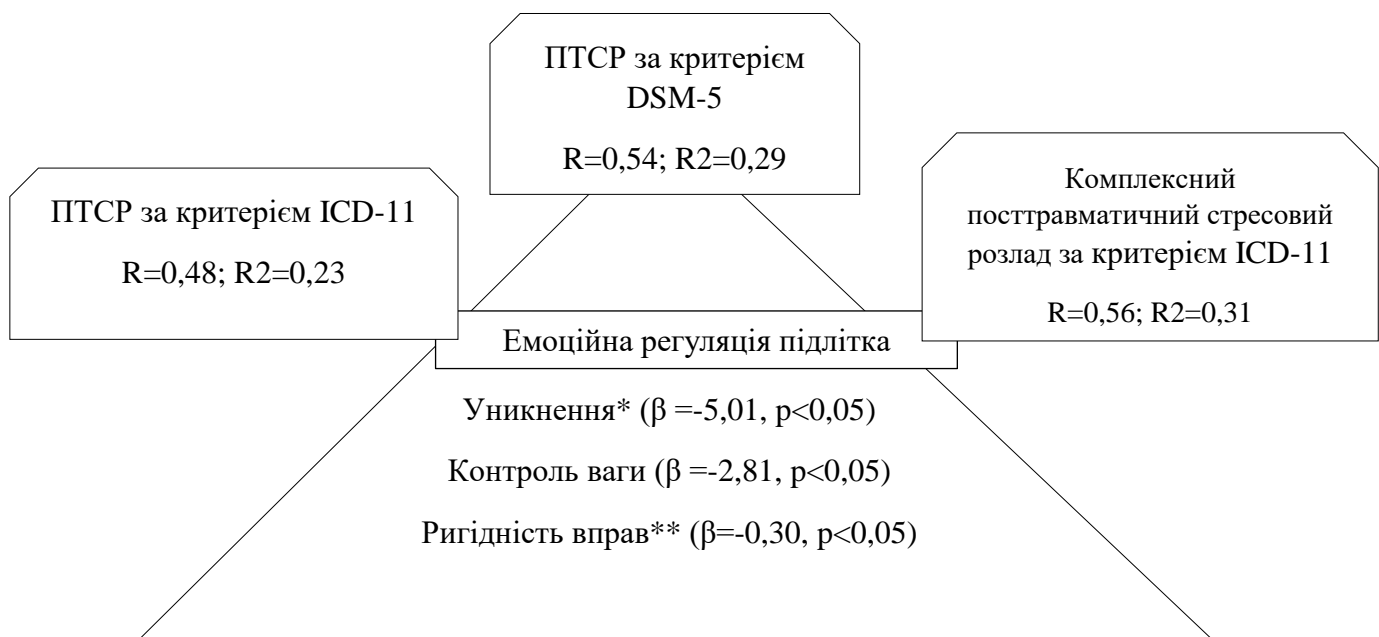 ПТСР за критерієм
DSM-5
R=0,54; R2=0,29
ПТСР за критерієм ICD-11
R=0,48; R2=0,23
Комплексний
посттравматичний стресовий
розлад за критерієм ICD-11
R=0,56; R2=0,31
Емоційна регуляція підлітка
Уникнення* (β =-5,01, p<0,05)
Контроль ваги (β =-2,81, p<0,05)
Ригідність вправ** (β=-0,30, p<0,05)